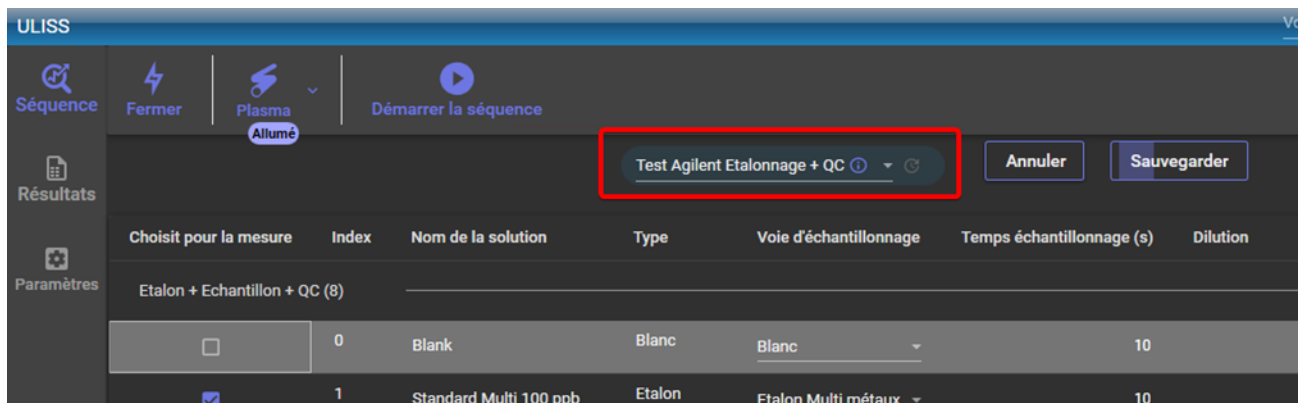 ULISS
Vo
Séquence
Fermer
Plasma
Allumé
Démarrer la séquence
Résultats
Paramètres
Test Agilent Etalonnage + QC
Annuler
Sauvegarder
Choisit pour la mesure Index Nom de la solution Type Voie d'échantillonnage Temps échantillonnage (s) Dilution
Etalon + Echantillon + QC (8)
0 Blank Blanc Blanc 10
1 Standard Multi 100 ppb Etalon Etalon Multi métaux 10